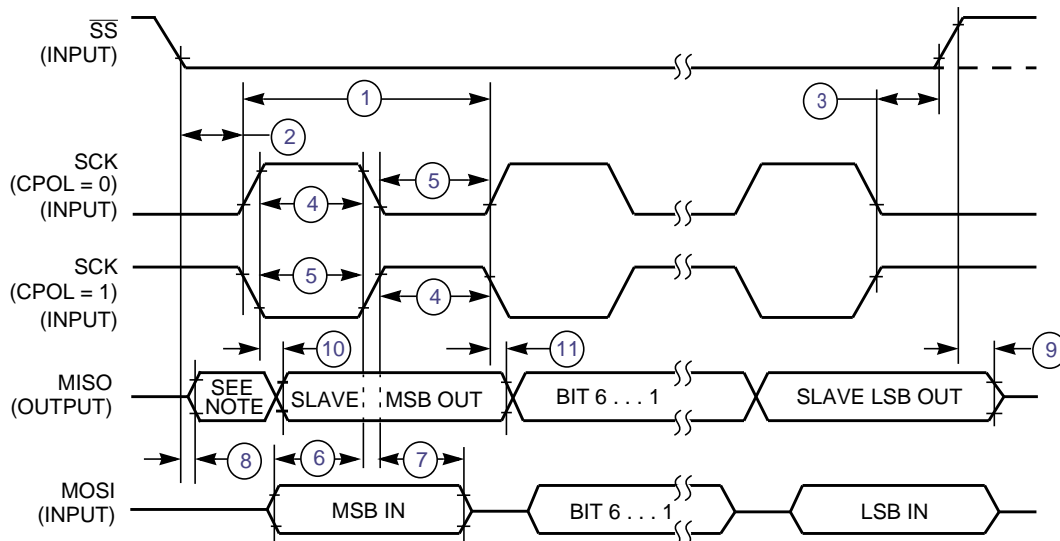 SS
(INPUT)
1
3
2
SCK
(CPOL = 0)
(INPUT)
5
4
SCK
(CPOL = 1)
(INPUT)
5
4
10
11
9
MISO
(OUTPUT)
SEE
NOTE
SLAVE
MSB OUT
BIT 6 . . . 1
SLAVE LSB OUT
8
6
7
MOSI
(INPUT)
MSB IN
BIT 6 . . . 1
LSB IN